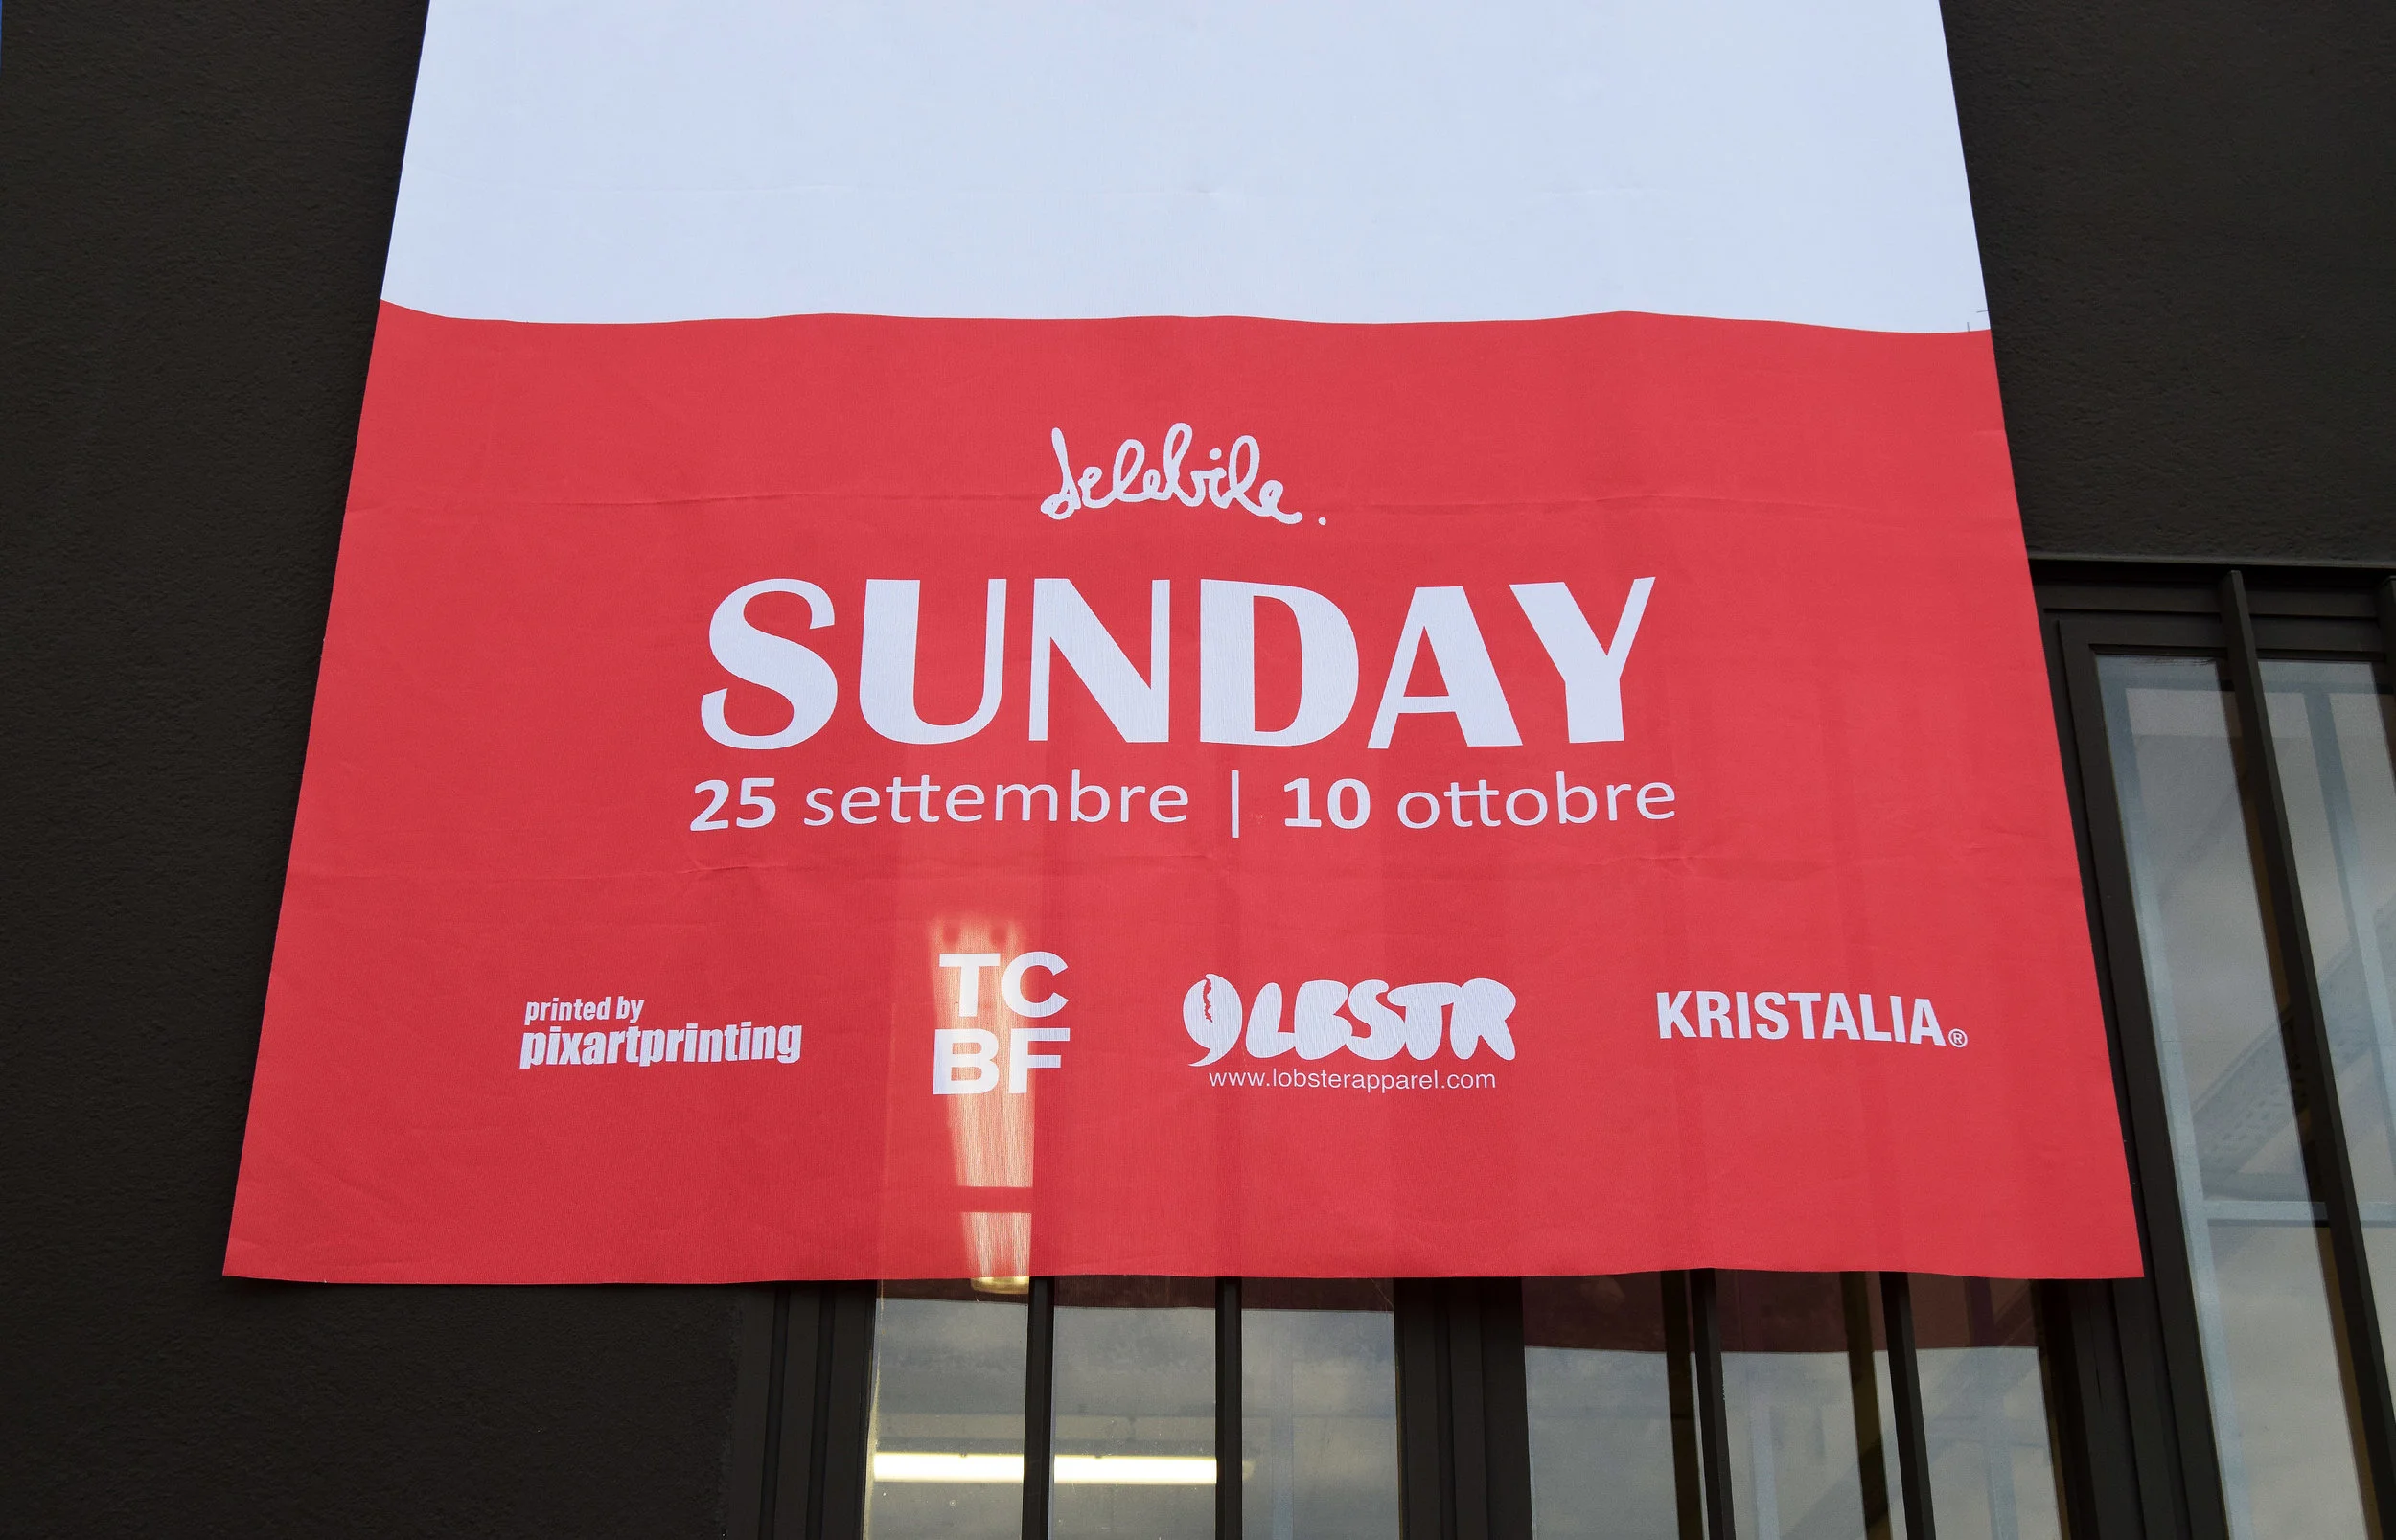 delebile.
SUNDAY
25 settembre | 10 ottobre
printed by
pixartprinting
TC
BF
LBSTR
www.lobsterapparel.com
KRISTALIA®